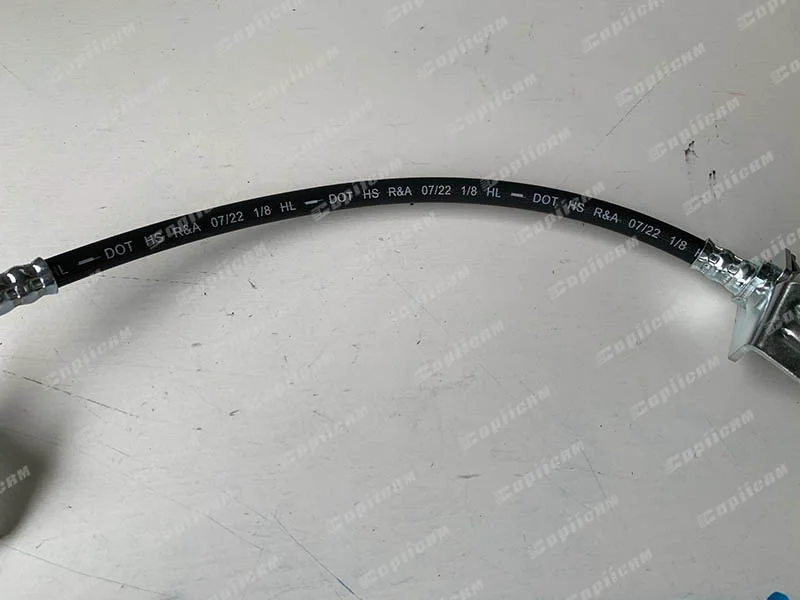 HL — DOT HS R&A 07/22 1/8 HL — DOT HS R&A 07/22 1/8 HL — DOT HS R&A 07/22 1/8 H
Copiicam